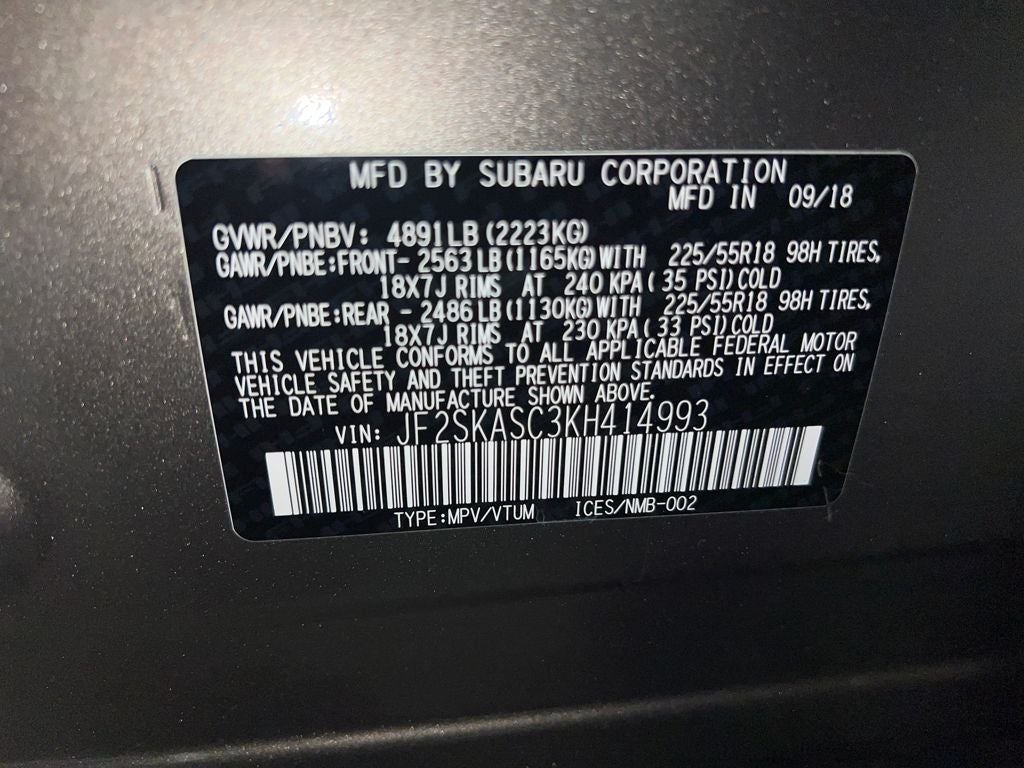 MFD BY SUBARU CORPORATION
MFD IN 09/18
GVWR/PNBV: 4891LB(2223KG)
GAWR/PNBE:FRONT- 2563LB(1165KG)WITH 225/55R18 98H TIRES,
18X7J RIMS AT 240 KPA( 35 PSI)COLD
GAWR/PNBE:REAR - 2486LB(1130KG)WITH 225/55R18 98H TIRES,
18X7J RIMS AT 230 KPA( 33 PSI)COLD
THIS VEHICLE CONFORMS TO ALL APPLICABLE FEDERAL MOTOR
VEHICLE SAFETY AND THEFT PREVENTION STANDARDS IN EFFECT ON
THE DATE OF MANUFACTURE SHOWN ABOVE.
VIN: JF2SKASC3KH414993
TYPE:MPV/VTUM ICES/NMB-002